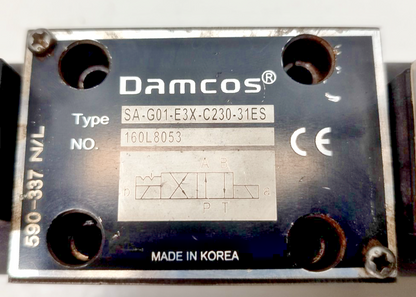 Damcos®
Type SA-G01-E3X-C230-31ES
NO. 160L8053
590-337 N/L
P T
MADE IN KOREA
CE